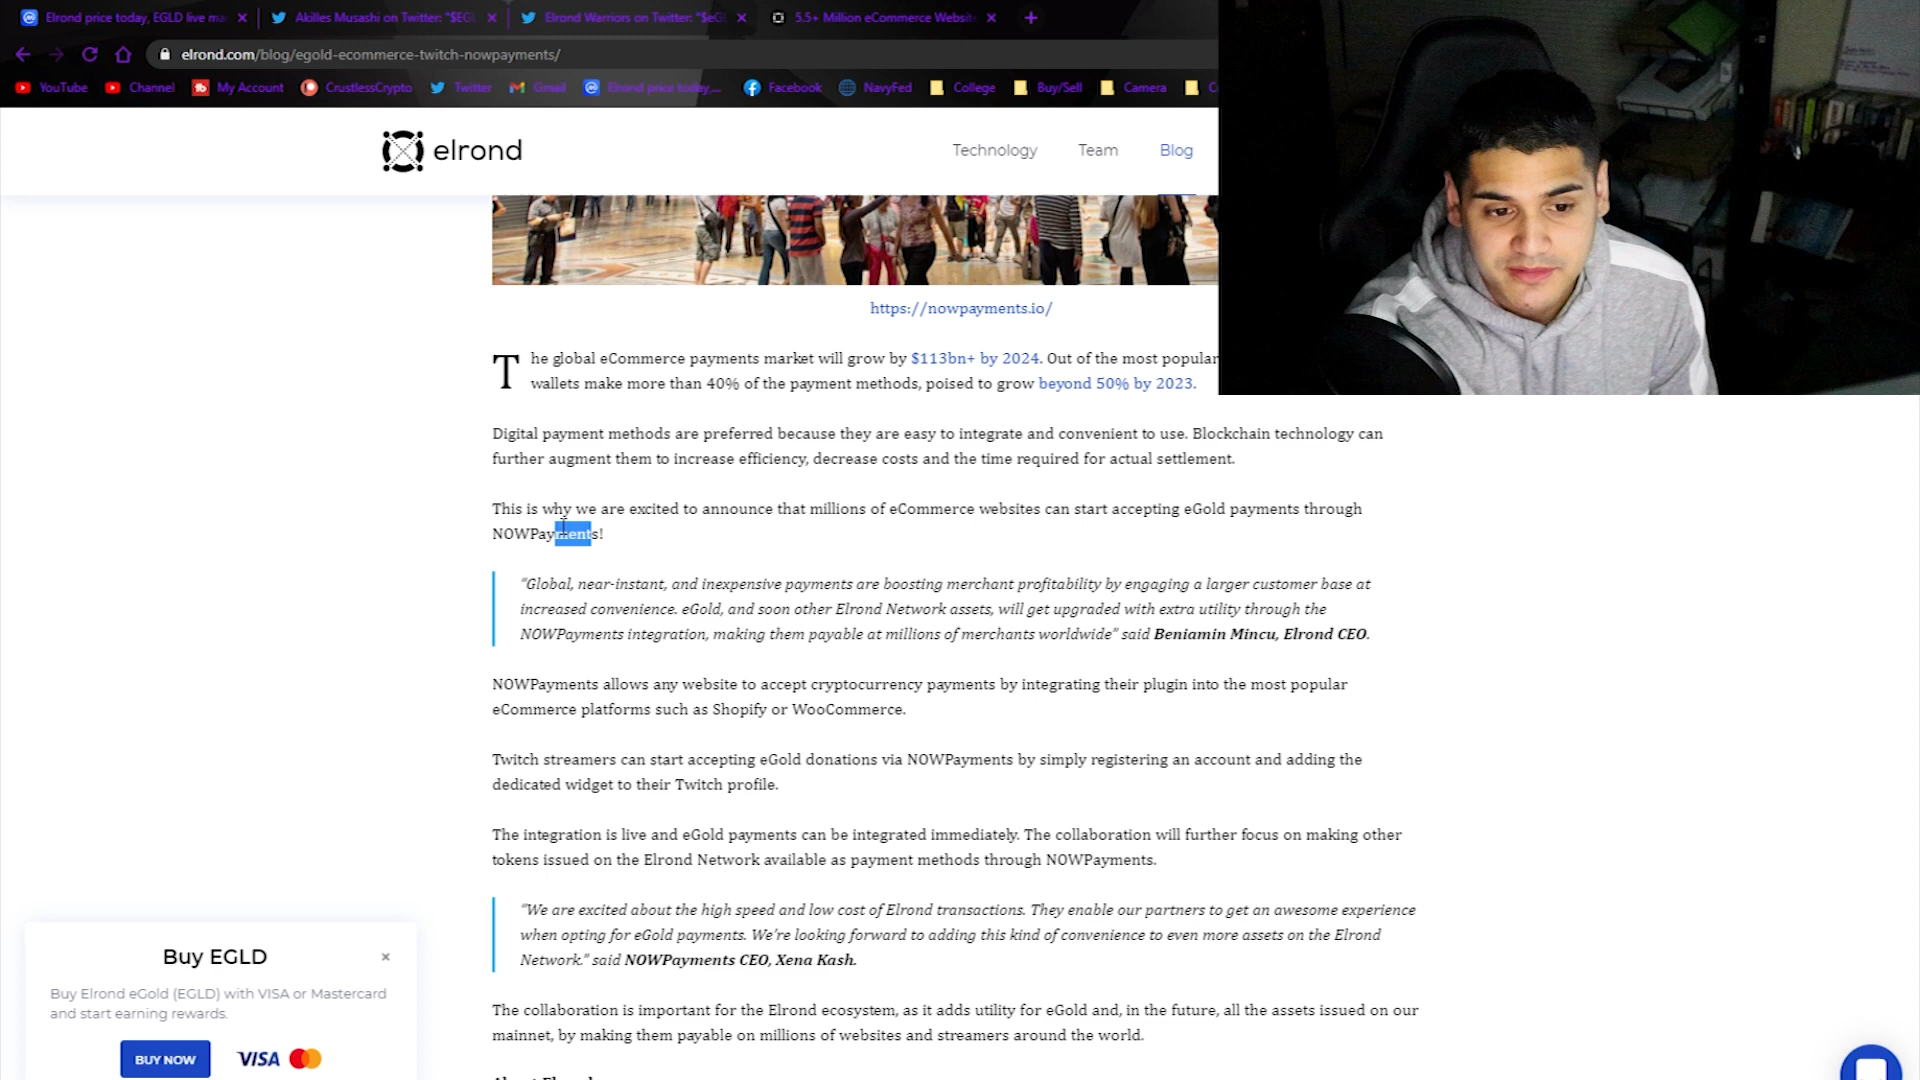 Elrond price today, EGLD live ma
Akilles Musashi on Twitter: "$EGL
Elrond Warriors on Twitter: "$eG
5.5+ Million eCommerce Website
elrond.com/blog/egold-ecommerce-twitch-nowpayments/
YouTube
Channel
My Account
CrustlessCrypto
Twitter
Gmail
Elrond price today,...
Facebook
NavyFed
College
Buy/Sell
Camera
C
elrond
Technology
Team
Blog
https://nowpayments.io/
The global eCommerce payments market will grow by $113bn+ by 2024. Out of the most popular
wallets make more than 40% of the payment methods, poised to grow beyond 50% by 2023.
Digital payment methods are preferred because they are easy to integrate and convenient to use. Blockchain technology can
further augment them to increase efficiency, decrease costs and the time required for actual settlement.
This is why we are excited to announce that millions of eCommerce websites can start accepting eGold payments through
NOWPayments!
"Global, near-instant, and inexpensive payments are boosting merchant profitability by engaging a larger customer base at
increased convenience. eGold, and soon other Elrond Network assets, will get upgraded with extra utility through the
NOWPayments integration, making them payable at millions of merchants worldwide" said Beniamin Mincu, Elrond CEO.
NOWPayments allows any website to accept cryptocurrency payments by integrating their plugin into the most popular
eCommerce platforms such as Shopify or WooCommerce.
Twitch streamers can start accepting eGold donations via NOWPayments by simply registering an account and adding the
dedicated widget to their Twitch profile.
The integration is live and eGold payments can be integrated immediately. The collaboration will further focus on making other
tokens issued on the Elrond Network available as payment methods through NOWPayments.
"We are excited about the high speed and low cost of Elrond transactions. They enable our partners to get an awesome experience
when opting for eGold payments. We're looking forward to adding this kind of convenience to even more assets on the Elrond
Network." said NOWPayments CEO, Xena Kash.
The collaboration is important for the Elrond ecosystem, as it adds utility for eGold and, in the future, all the assets issued on our
mainnet, by making them payable on millions of websites and streamers around the world.
Buy EGLD
×
Buy Elrond eGold (EGLD) with VISA or Mastercard
and start earning rewards.
BUY NOW
VISA